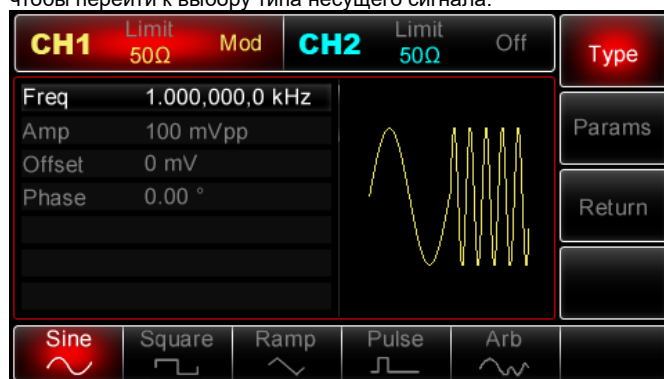 чтобы перейти к выбору типа несущего сигнала.
CH1 Limit 50Ω Mod CH2 Limit 50Ω Off Type
Freq 1.000,000,0 kHz
Amp 100 mVpp
Offset 0 mV
Phase 0.00 °
Params
Return
Sine Square Ramp Pulse Arb